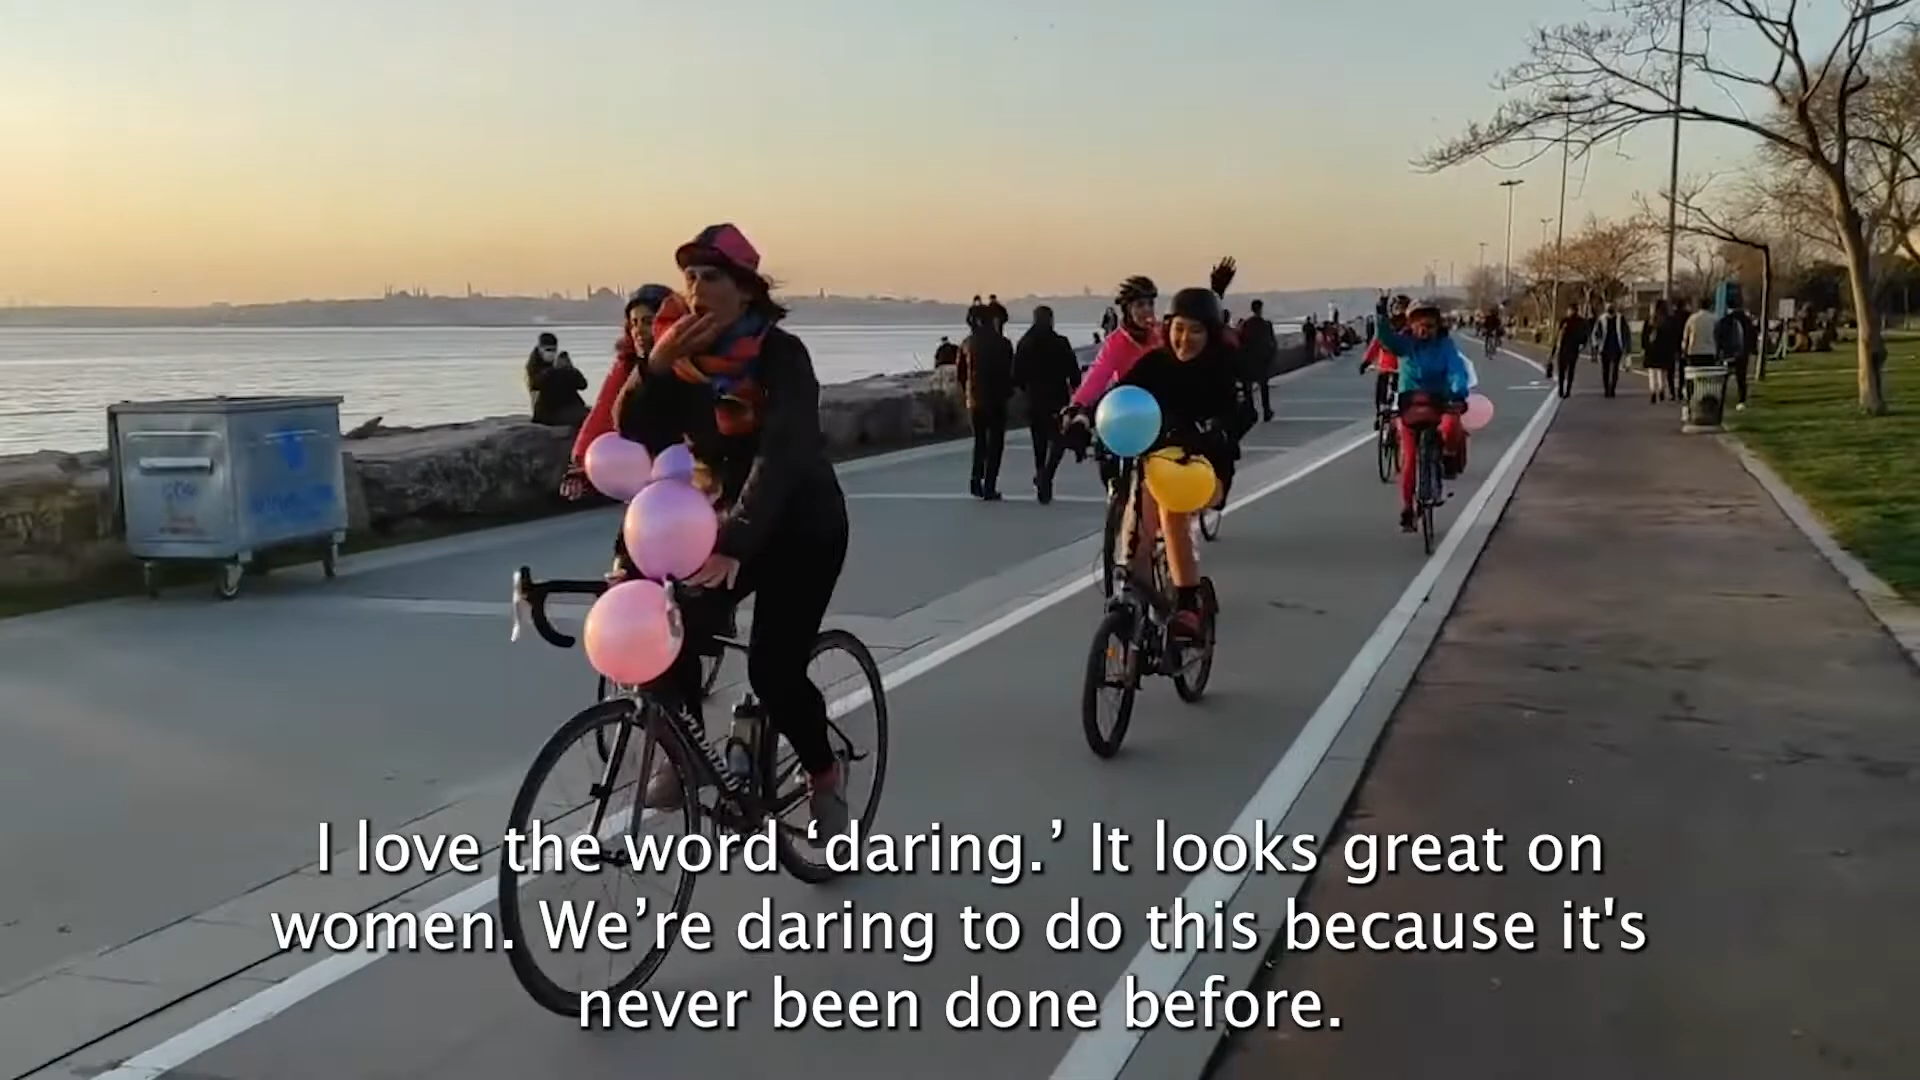 I love the word ‘daring.’ It looks great on
women. We’re daring to do this because it's
never been done before.